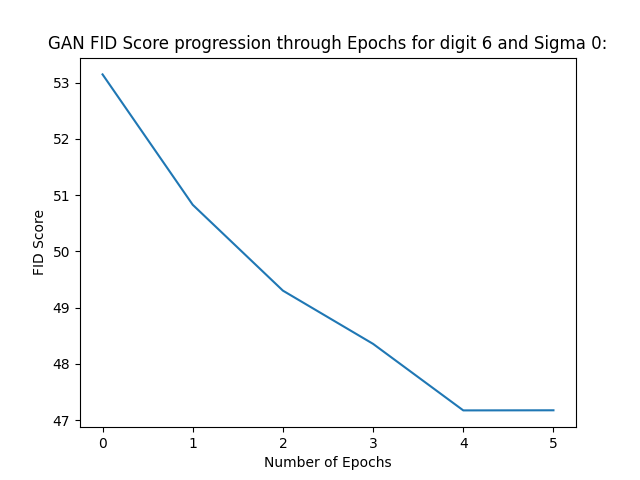 GAN FID Score progression through Epochs for digit 6 and Sigma 0:
53
52
51
50
49
48
47
FID Score
0 1 2 3 4 5
Number of Epochs